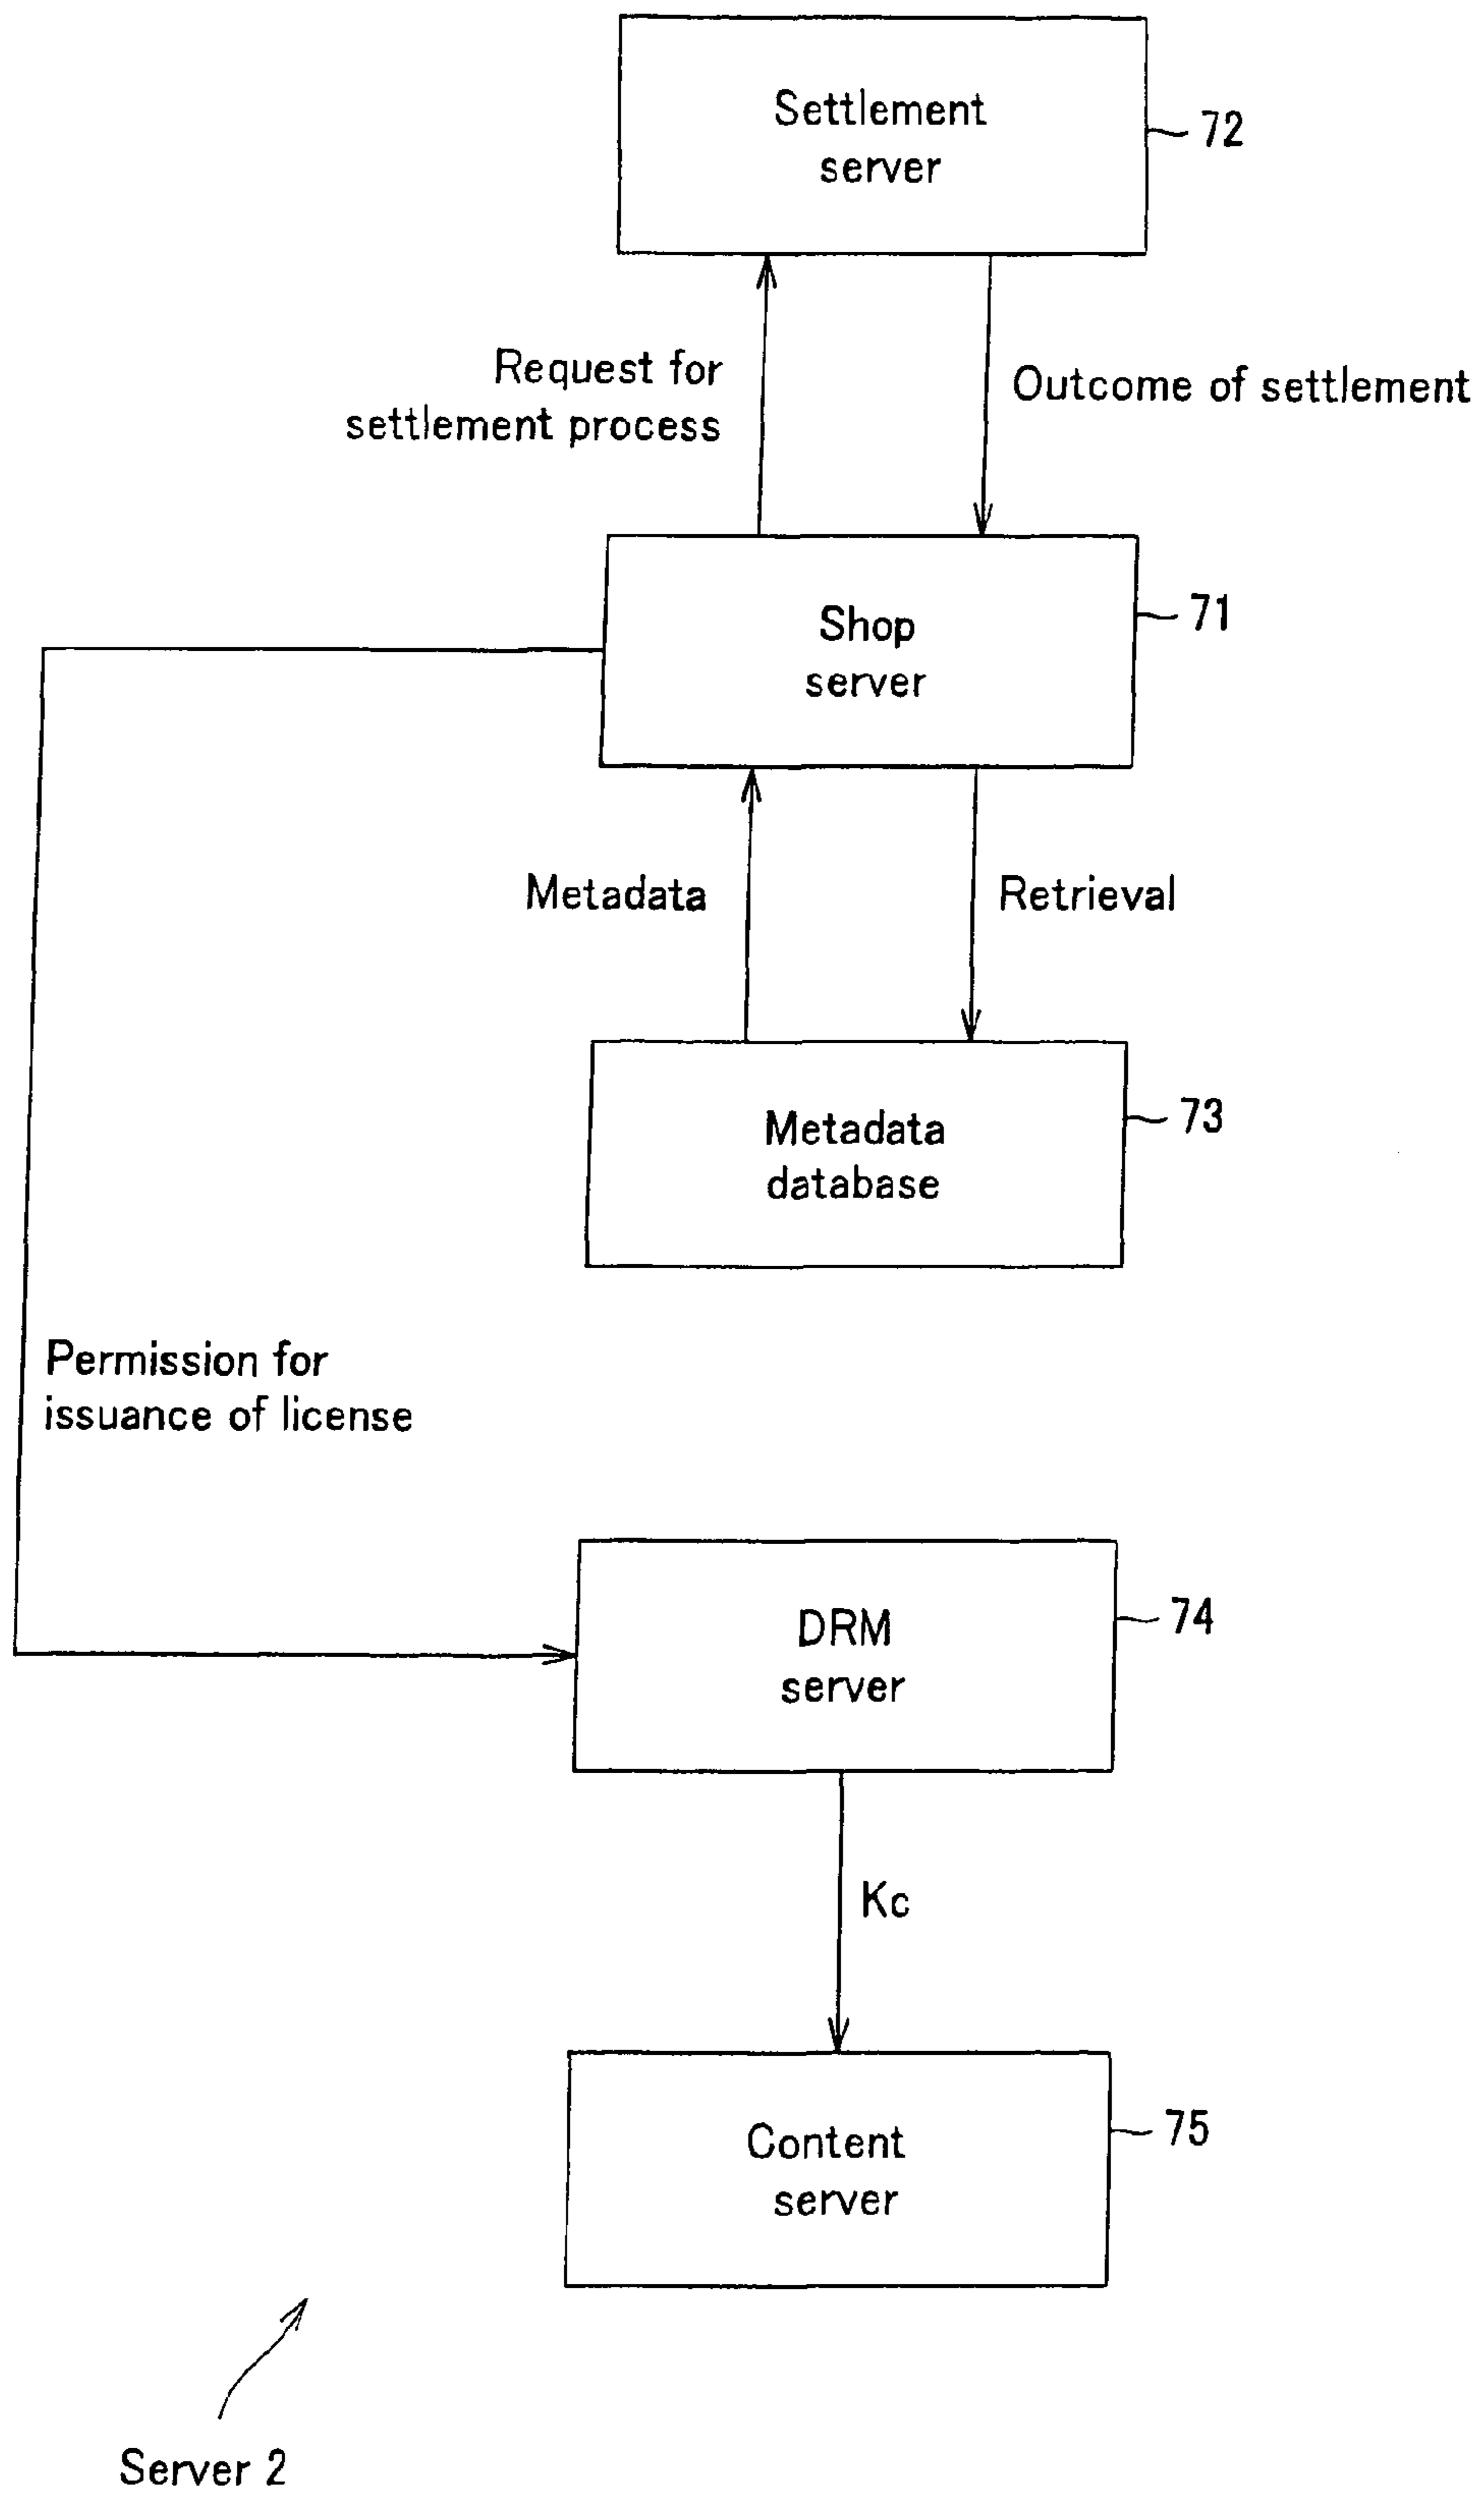 Settlement
server
72
Request for
settlement process
Outcome of settlement
Shop
server
71
Metadata
Retrieval
Metadata
database
73
Permission for
issuance of license
DRM
server
74
Kc
Content
server
75
Server 2